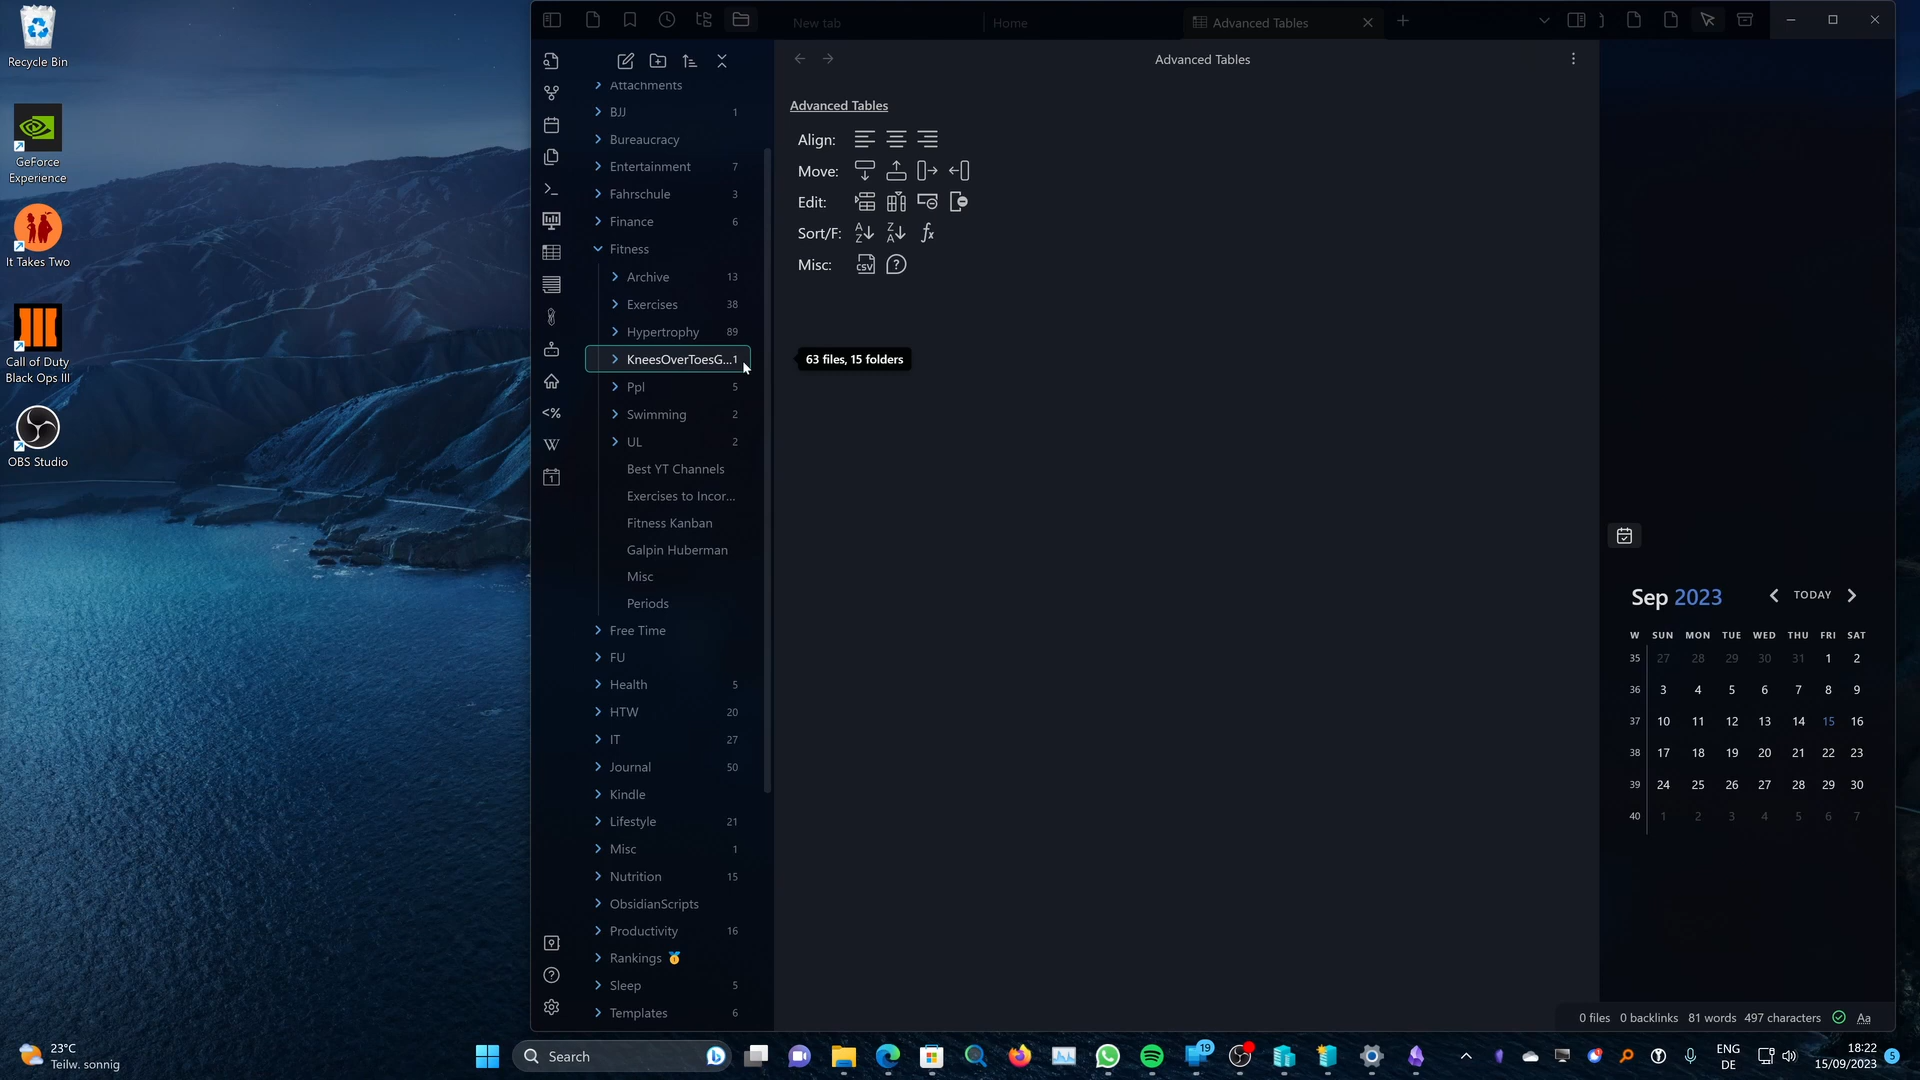 Recycle Bin
GeForce
Experience
It Takes Two
Call of Duty
Black Ops III
OBS Studio
New tab
Home
Advanced Tables
Attachments
BJJ 1
Bureaucracy
Entertainment 7
Fahrschule 3
Finance 6
Fitness
Archive 13
Exercises 38
Hypertrophy 89
KneesOverToesG... 1
Ppl 5
Swimming 2
UL 2
Best YT Channels
Exercises to Incor...
Fitness Kanban
Galpin Huberman
Misc
Periods
Free Time
FU
Health 5
HTW 20
IT 27
Journal 50
Kindle
Lifestyle 21
Misc 1
Nutrition 15
ObsidianScripts
Productivity 16
Rankings 🥇
Sleep 5
Templates 6
63 files, 15 folders
Advanced Tables
Advanced Tables
Align:
Move:
Edit:
Sort/F:
Misc:
Sep 2023
TODAY
W SUN MON TUE WED THU FRI SAT
35 27 28 29 30 31 1 2
36 3 4 5 6 7 8 9
37 10 11 12 13 14 15 16
38 17 18 19 20 21 22 23
39 24 25 26 27 28 29 30
40 1 2 3 4 5 6 7
0 files 0 backlinks 81 words 497 characters Aa
23°C
Teilw. sonnig
Search
19
ENG
DE
18:22
15/09/2023
5